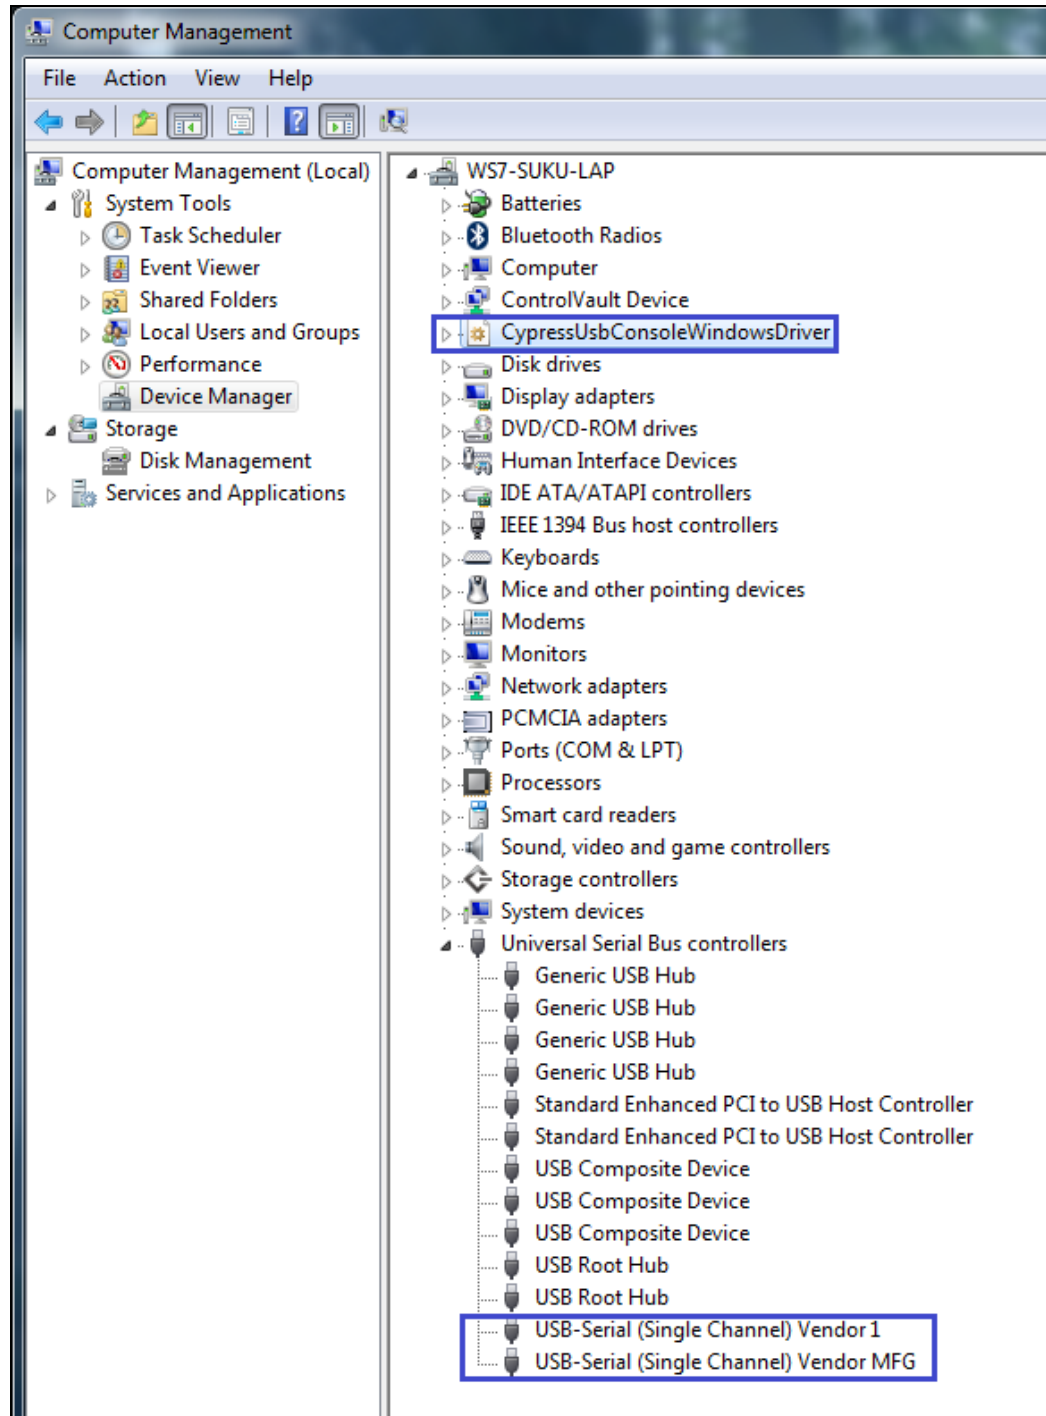 Computer Management
File Action View Help
Computer Management (Local)
System Tools
Task Scheduler
Event Viewer
Shared Folders
Local Users and Groups
Performance
Device Manager
Storage
Disk Management
Services and Applications
WS7-SUKU-LAP
Batteries
Bluetooth Radios
Computer
ControlVault Device
CypressUsbConsoleWindowsDriver
Disk drives
Display adapters
DVD/CD-ROM drives
Human Interface Devices
IDE ATA/ATAPI controllers
IEEE 1394 Bus host controllers
Keyboards
Mice and other pointing devices
Modems
Monitors
Network adapters
PCMCIA adapters
Ports (COM & LPT)
Processors
Smart card readers
Sound, video and game controllers
Storage controllers
System devices
Universal Serial Bus controllers
Generic USB Hub
Generic USB Hub
Generic USB Hub
Generic USB Hub
Standard Enhanced PCI to USB Host Controller
Standard Enhanced PCI to USB Host Controller
USB Composite Device
USB Composite Device
USB Composite Device
USB Root Hub
USB Root Hub
USB-Serial (Single Channel) Vendor 1
USB-Serial (Single Channel) Vendor MFG